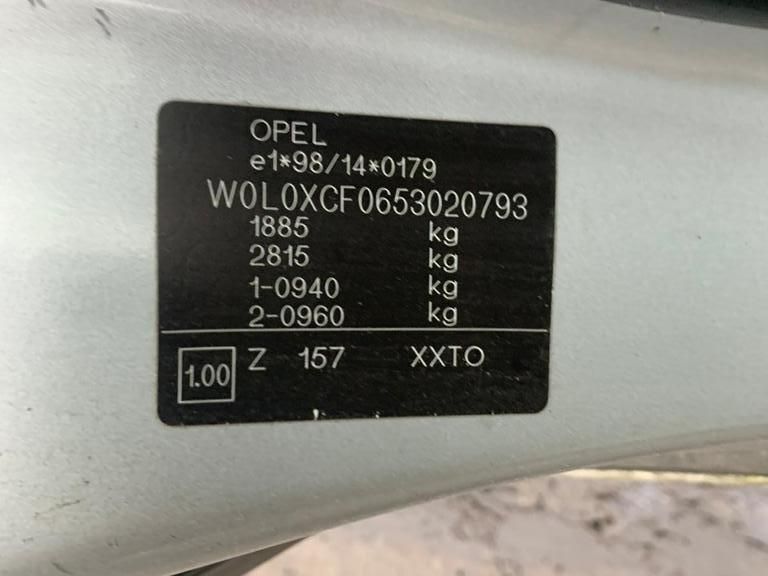 OPEL
e1*98/14*0179
W0L0XCF0653020793
1885 kg
2815 kg
1-0940 kg
2-0960 kg
1.00 Z 157 XXTO